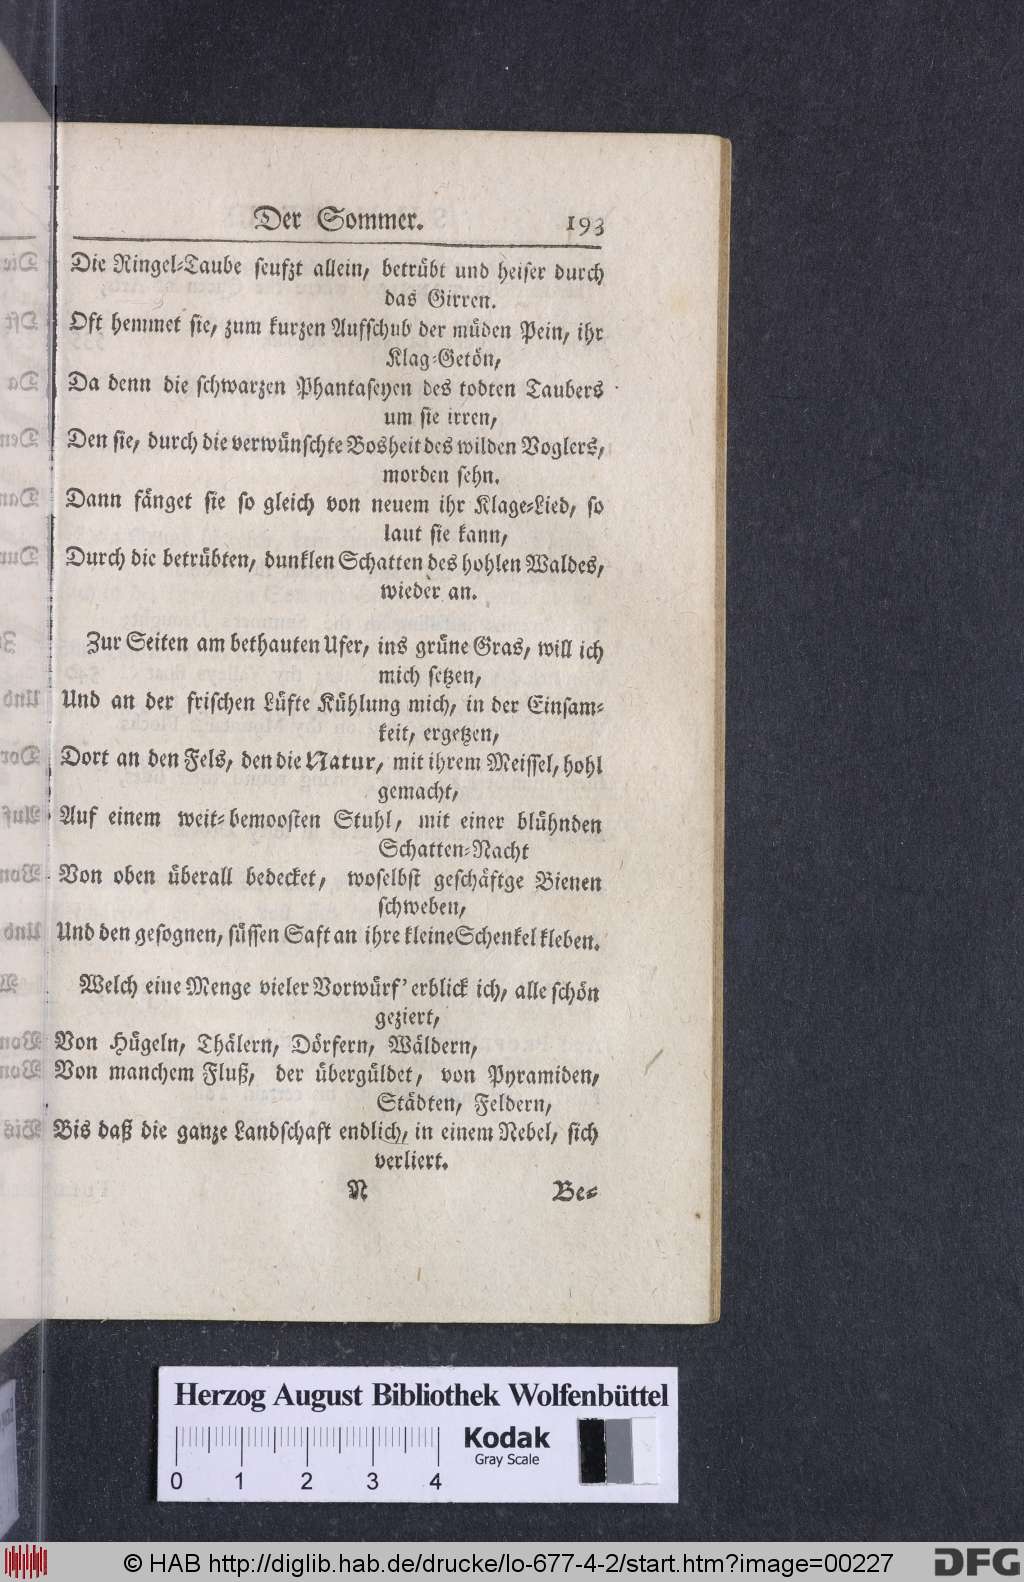 Der Sommer. 193
Die Ringel-Taube seufzt allein, betrübt und heiser durch
das Girren.
Oft hemmet sie, zum kurzen Aufschub der müden Pein, ihr
Klag-Getön,
Da denn die schwarzen Phantaseyen des todten Taubers
um sie irren,
Den sie, durch die verwünschte Bosheit des wilden Voglers,
morden sehn.
Dann fänget sie so gleich von neuem ihr Klage-Lied, so
laut sie kann,
Durch die betrübten, dunklen Schatten des hohlen Waldes,
wieder an.
Zur Seiten am bethauten Ufer, ins grüne Gras, will ich
mich setzen,
Und an der frischen Lüfte Kühlung mich, in der Einsam-
keit, ergetzen,
Dort an den Fels, den die Natur, mit ihrem Meissel, hohl
gemacht,
Auf einem weit-bemoosten Stuhl, mit einer blühnden
Schatten-Nacht
Von oben überall bedecket, woselbst geschäftge Bienen
schweben,
Und den gesognen, süssen Saft an ihre kleine Schenkel kleben.
Welch eine Menge vieler Vorwürf' erblick ich, alle schön
geziert,
Von Hügeln, Thälern, Dörfern, Wäldern,
Von manchem Fluß, der übergüldet, von Pyramiden,
Städten, Feldern,
Bis daß die ganze Landschaft endlich, in einem Nebel, sich
verliert.
N Be-
Herzog August Bibliothek Wolfenbüttel
Kodak
Gray Scale
0 1 2 3 4
© HAB http://diglib.hab.de/drucke/lo-677-4-2/start.htm?image=00227
DFG